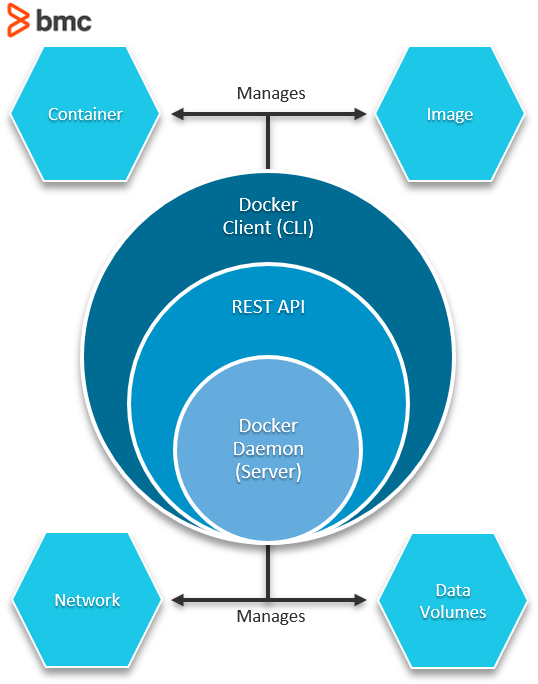 bmc
Manages
Container
Image
Docker
Client (CLI)
REST API
Docker
Daemon
(Server)
Network
Manages
Data
Volumes